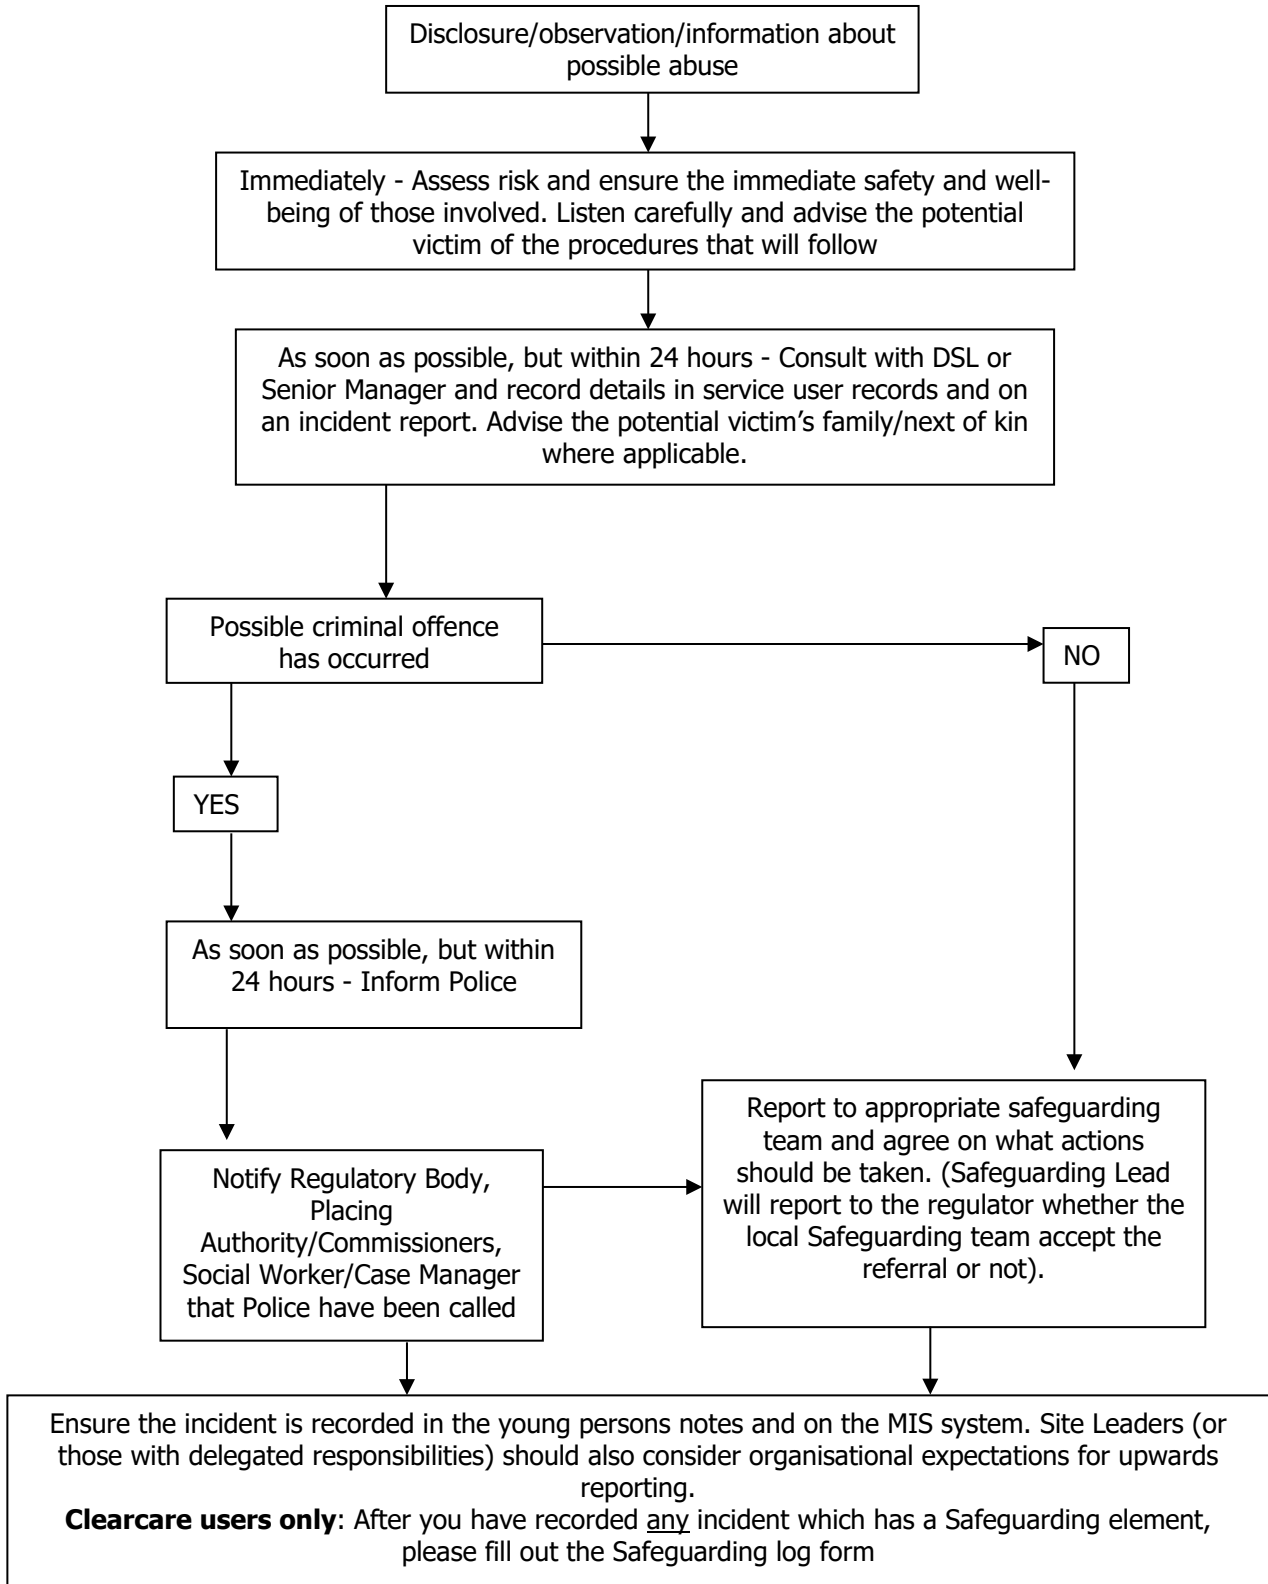 Disclosure/observation/information about
possible abuse
Immediately - Assess risk and ensure the immediate safety and well-
being of those involved. Listen carefully and advise the potential
victim of the procedures that will follow
As soon as possible, but within 24 hours - Consult with DSL or
Senior Manager and record details in service user records and on
an incident report. Advise the potential victim’s family/next of kin
where applicable.
Possible criminal offence
has occurred
NO
YES
As soon as possible, but within
24 hours - Inform Police
Notify Regulatory Body,
Placing
Authority/Commissioners,
Social Worker/Case Manager
that Police have been called
Report to appropriate safeguarding
team and agree on what actions
should be taken. (Safeguarding Lead
will report to the regulator whether the
local Safeguarding team accept the
referral or not).
Ensure the incident is recorded in the young persons notes and on the MIS system. Site Leaders (or
those with delegated responsibilities) should also consider organisational expectations for upwards
reporting.
Clearcare users only: After you have recorded any incident which has a Safeguarding element,
please fill out the Safeguarding log form